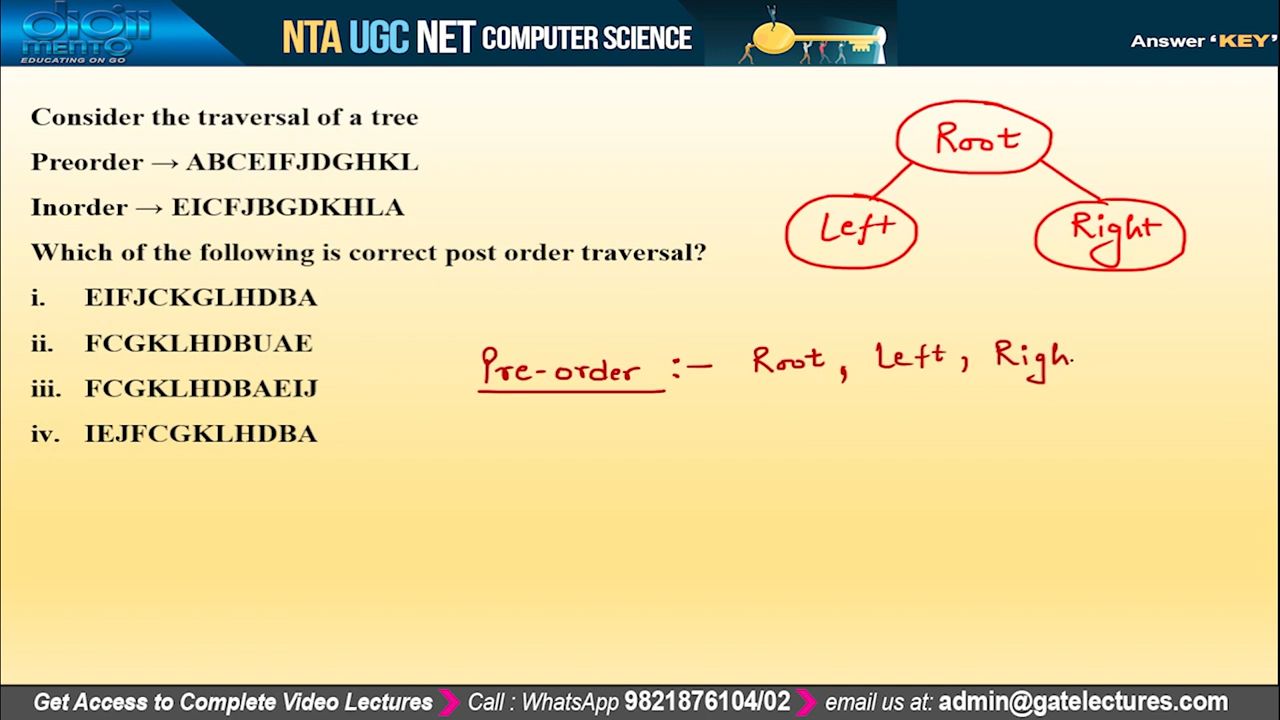 didii
MENTO
EDUCATING ON GO
NTA UGC NET COMPUTER SCIENCE
Answer ‘KEY’
Consider the traversal of a tree
Preorder → ABCEIFJDGHKL
Inorder → EICFJBGDKHLA
Which of the following is correct post order traversal?
i. EIFJCKGLHDBA
ii. FCGKLHDBUAE
iii. FCGKLHDBAEIJ
iv. IEJFCGKLHDBA
Root
Left
Right
Pre-order :- Root, Left, Righ
Get Access to Complete Video Lectures Call : WhatsApp 9821876104/02 email us at: admin@gatelectures.com